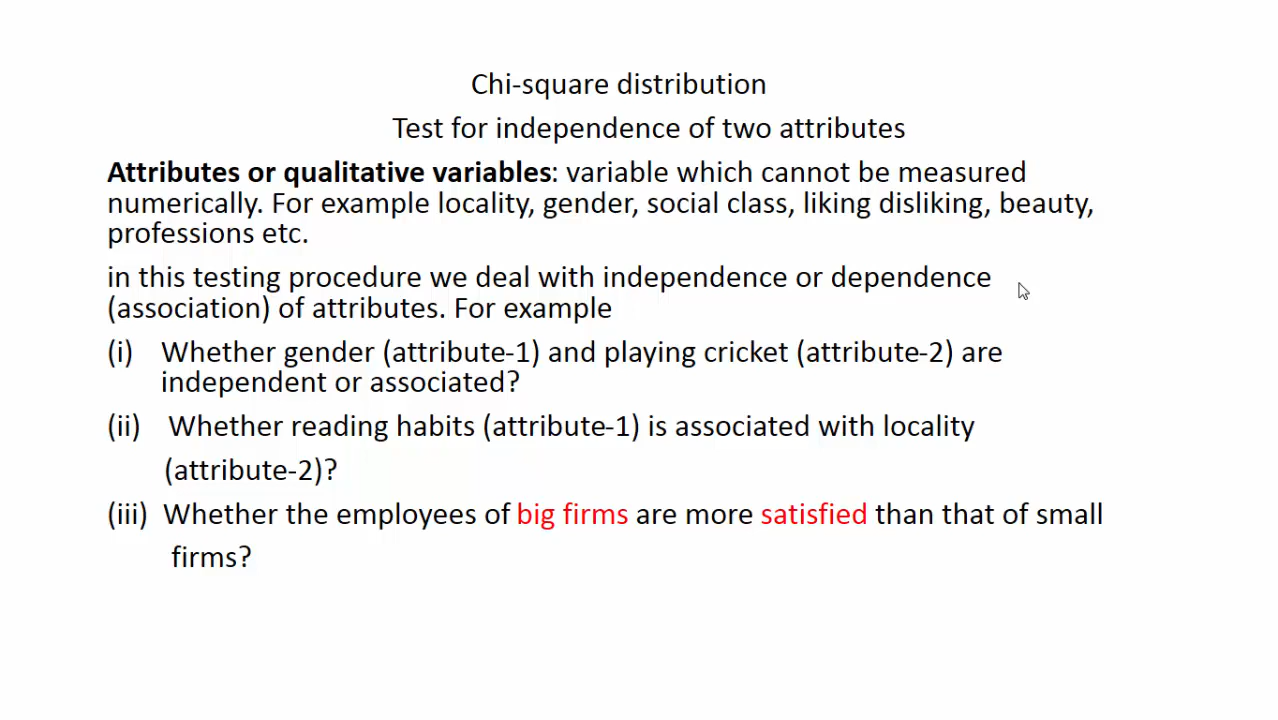 Chi-square distribution
Test for independence of two attributes
Attributes or qualitative variables: variable which cannot be measured
numerically. For example locality, gender, social class, liking disliking, beauty,
professions etc.
in this testing procedure we deal with independence or dependence
(association) of attributes. For example
(i) Whether gender (attribute-1) and playing cricket (attribute-2) are
independent or associated?
(ii) Whether reading habits (attribute-1) is associated with locality
(attribute-2)?
(iii) Whether the employees of big firms are more satisfied than that of small
firms?